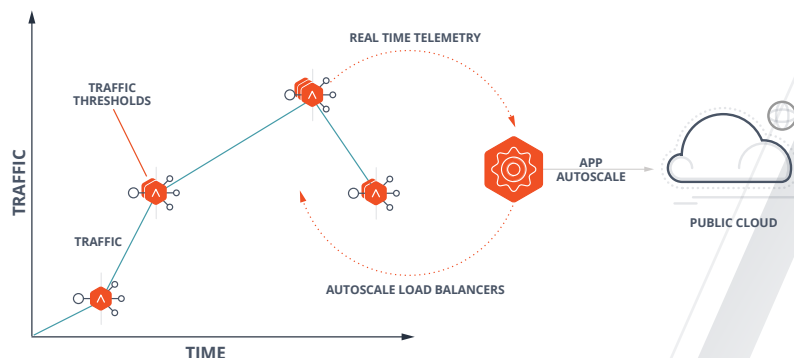 REAL TIME TELEMETRY
TRAFFIC
THRESHOLDS
APP
AUTOSCALE
TRAFFIC
PUBLIC CLOUD
TRAFFIC
AUTOSCALE LOAD BALANCERS
TIME